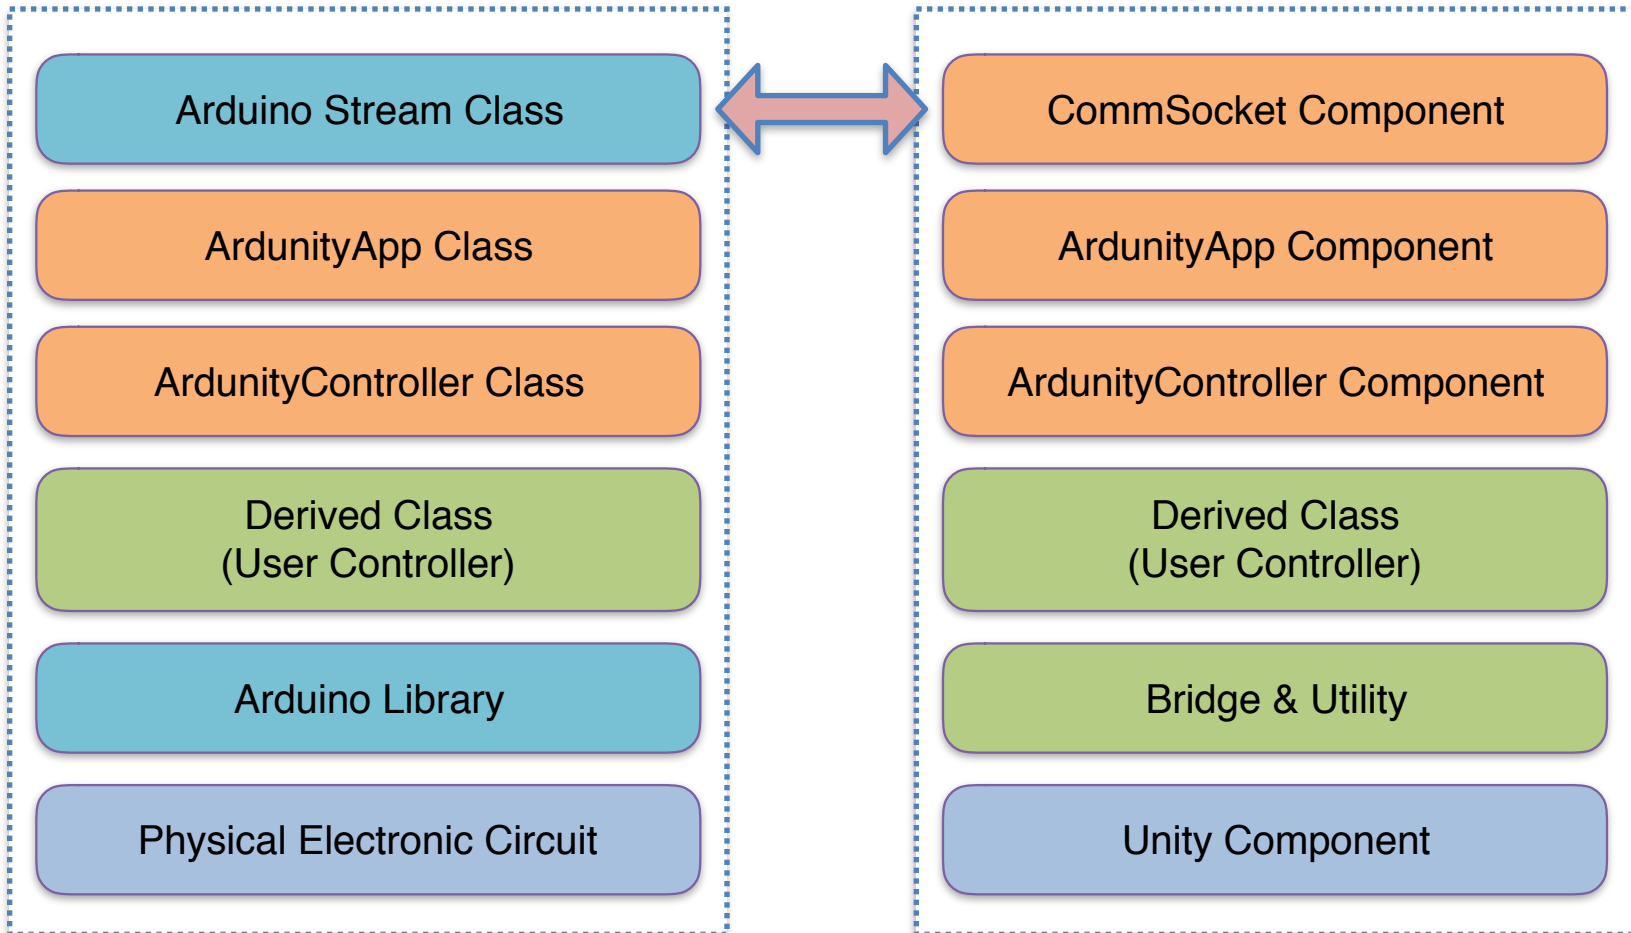 Arduino Stream Class
ArdunityApp Class
ArdunityController Class
Derived Class
(User Controller)
Arduino Library
Physical Electronic Circuit
CommSocket Component
ArdunityApp Component
ArdunityController Component
Derived Class
(User Controller)
Bridge & Utility
Unity Component